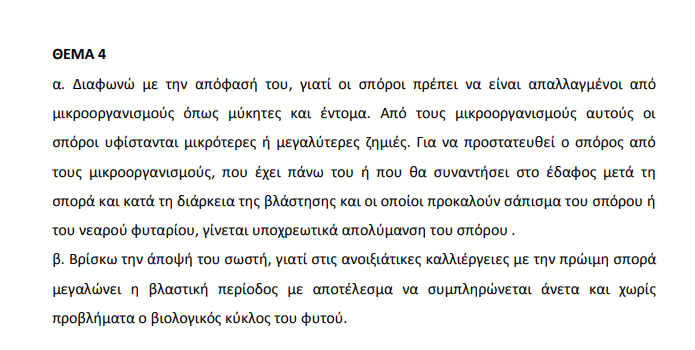 ΘΕΜΑ 4
α. Διαφωνώ με την απόφασή του, γιατί οι σπόροι πρέπει να είναι απαλλαγμένοι από
μικροοργανισμούς όπως μύκητες και έντομα. Από τους μικροοργανισμούς αυτούς οι
σπόροι υφίστανται μικρότερες ή μεγαλύτερες ζημιές. Για να προστατευθεί ο σπόρος από
τους μικροοργανισμούς, που έχει πάνω του ή που θα συναντήσει στο έδαφος μετά τη
σπορά και κατά τη διάρκεια της βλάστησης και οι οποίοι προκαλούν σάπισμα του σπόρου ή
του νεαρού φυταρίου, γίνεται υποχρεωτικά απολύμανση του σπόρου .
β. Βρίσκω την άποψή του σωστή, γιατί στις ανοιξιάτικες καλλιέργειες με την πρώιμη σπορά
μεγαλώνει η βλαστική περίοδος με αποτέλεσμα να συμπληρώνεται άνετα και χωρίς
προβλήματα ο βιολογικός κύκλος του φυτού.